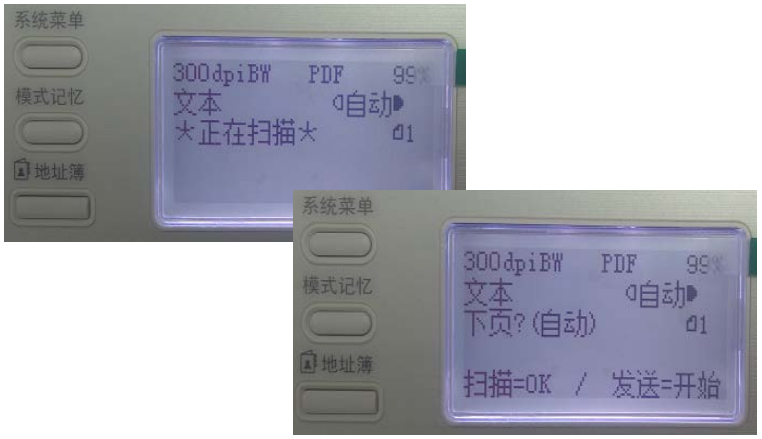 系统菜单
模式记忆
地址簿
300dpiBW PDF 99%
文本 自动
*正在扫描* 1
系统菜单
模式记忆
地址簿
300dpiBW PDF 99%
文本 自动
下页?(自动) 1
扫描=OK / 发送=开始